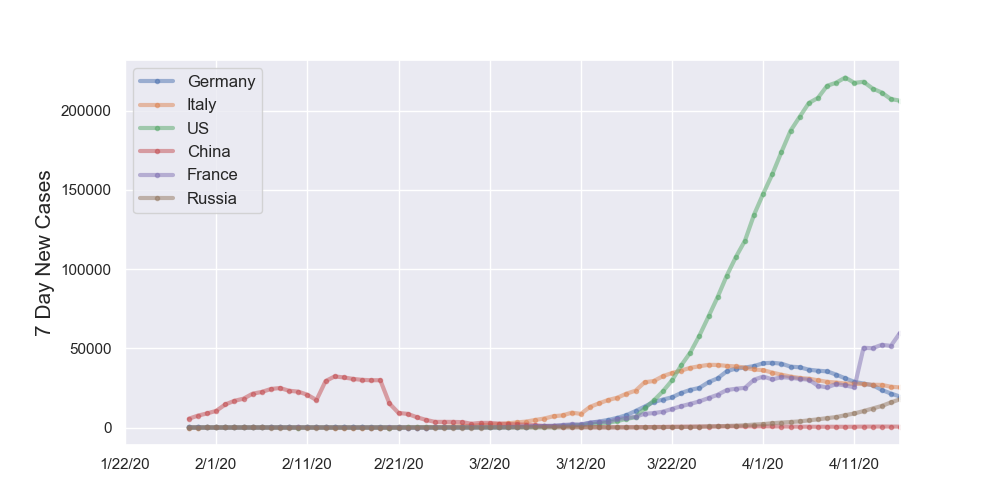 Germany
Italy
US
China
France
Russia
7 Day New Cases
200000
150000
100000
50000
0
1/22/20 2/1/20 2/11/20 2/21/20 3/2/20 3/12/20 3/22/20 4/1/20 4/11/20